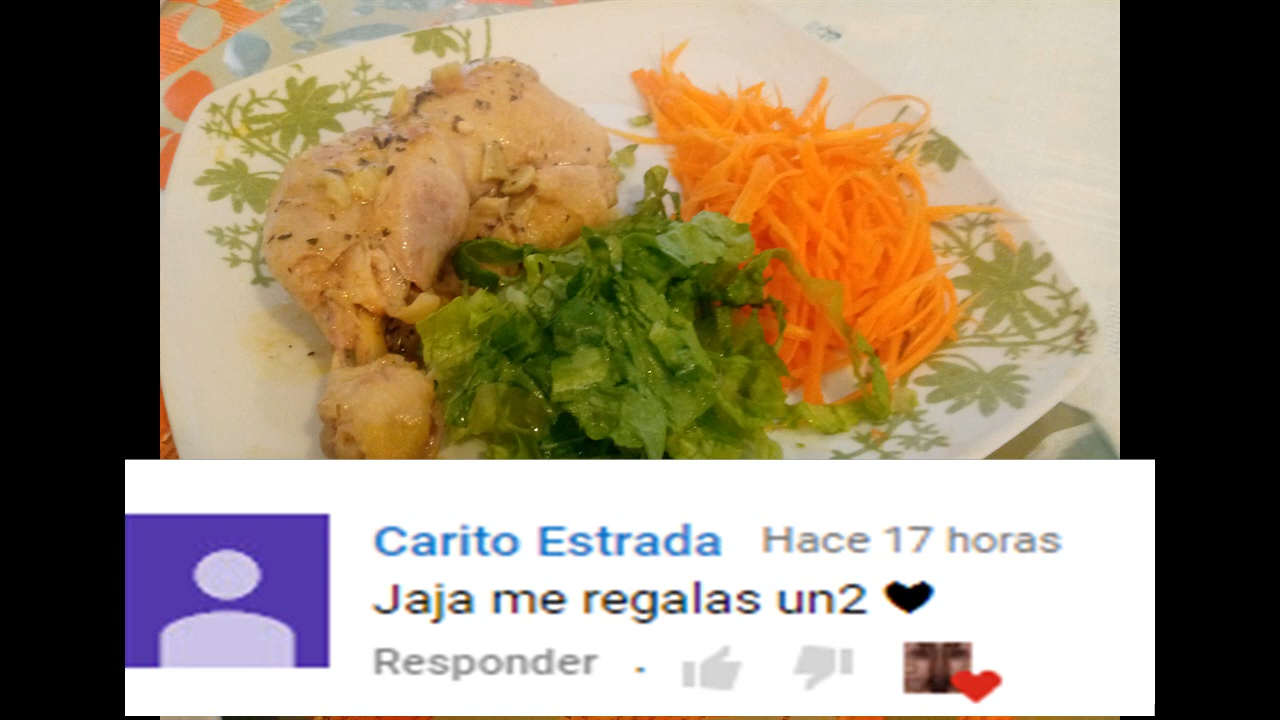 Carito Estrada Hace 17 horas
Jaja me regalas un2 🖤
Responder